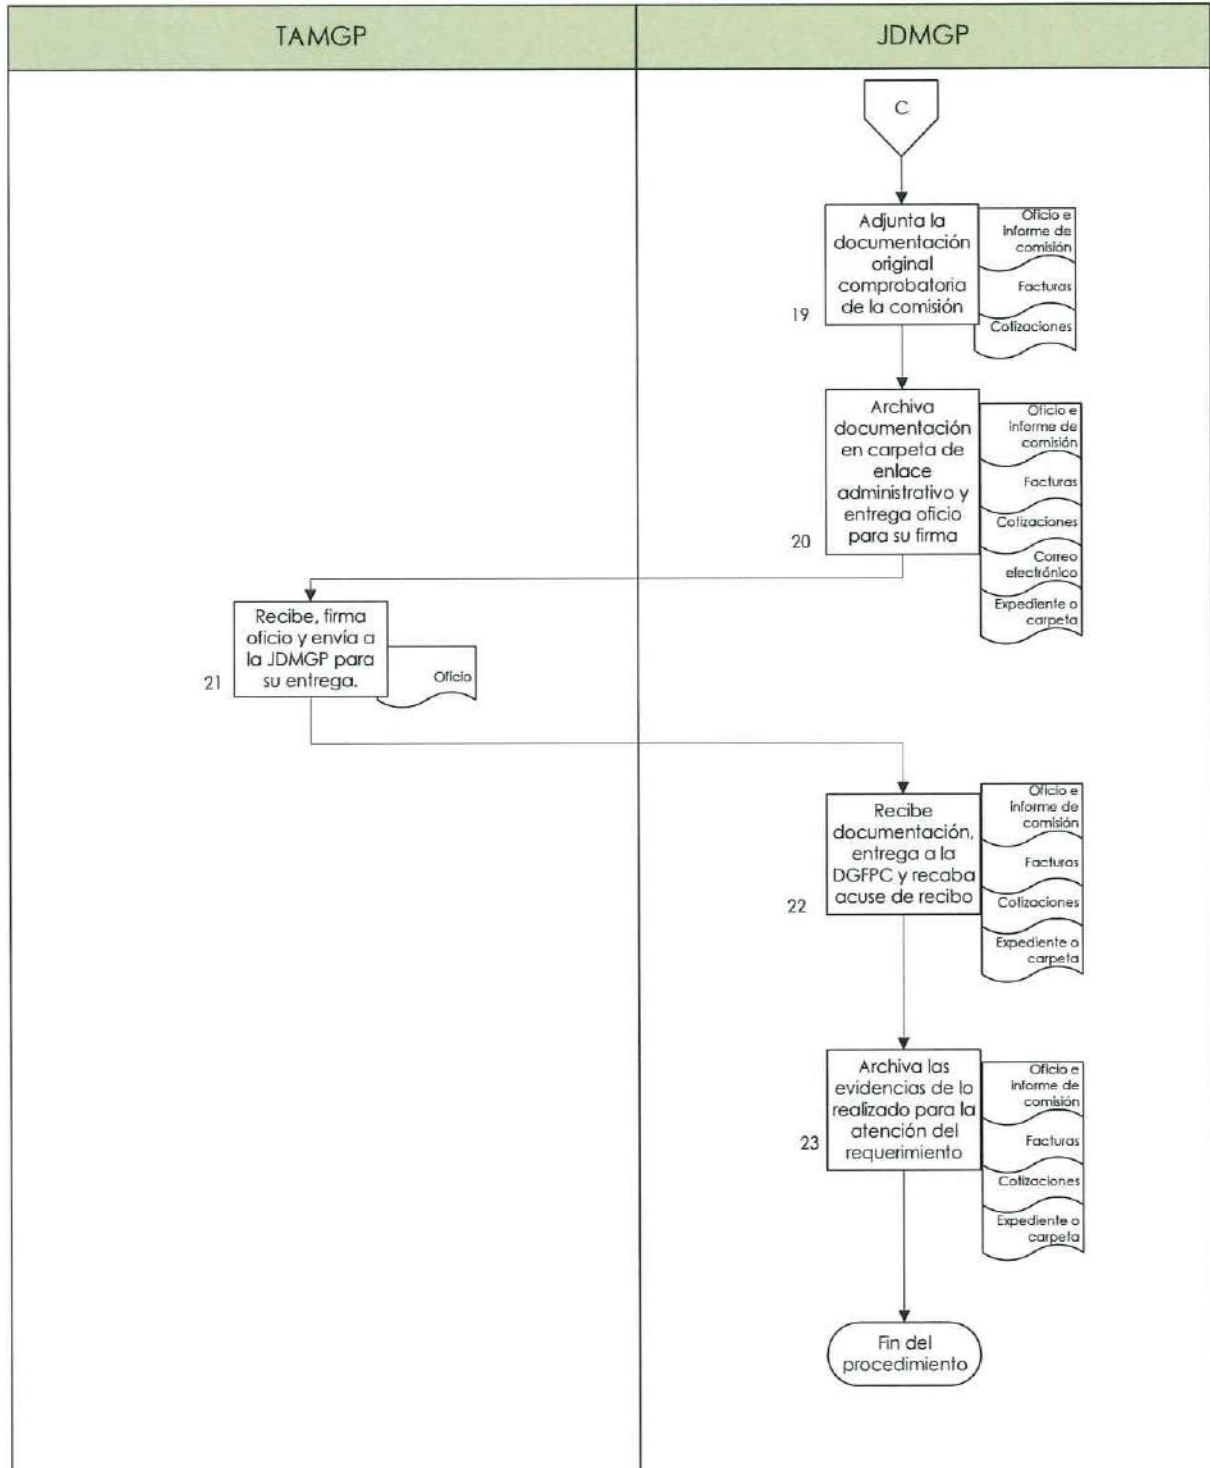 TAMGP
JDMGP
C
Adjunta la
documentación
original
comprobatoria
de la comisión
19
Oficio e
informe de
comisión
Facturas
Cotizaciones
Archiva
documentación
en carpeta de
enlace
administrativo y
entrega oficio
para su firma
20
Oficio e
informe de
comisión
Facturas
Cotizaciones
Correo
electrónico
Expediente o
carpeta
Recibe, firma
oficio y envía a
la JDMGP para
su entrega.
21
Oficio
Recibe
documentación,
entrega a la
DGFPC y recaba
acuse de recibo
22
Oficio e
informe de
comisión
Facturas
Cotizaciones
Expediente o
carpeta
Archiva las
evidencias de lo
realizado para la
atención del
requerimiento
23
Oficio e
informe de
comisión
Facturas
Cotizaciones
Expediente o
carpeta
Fin del
procedimiento